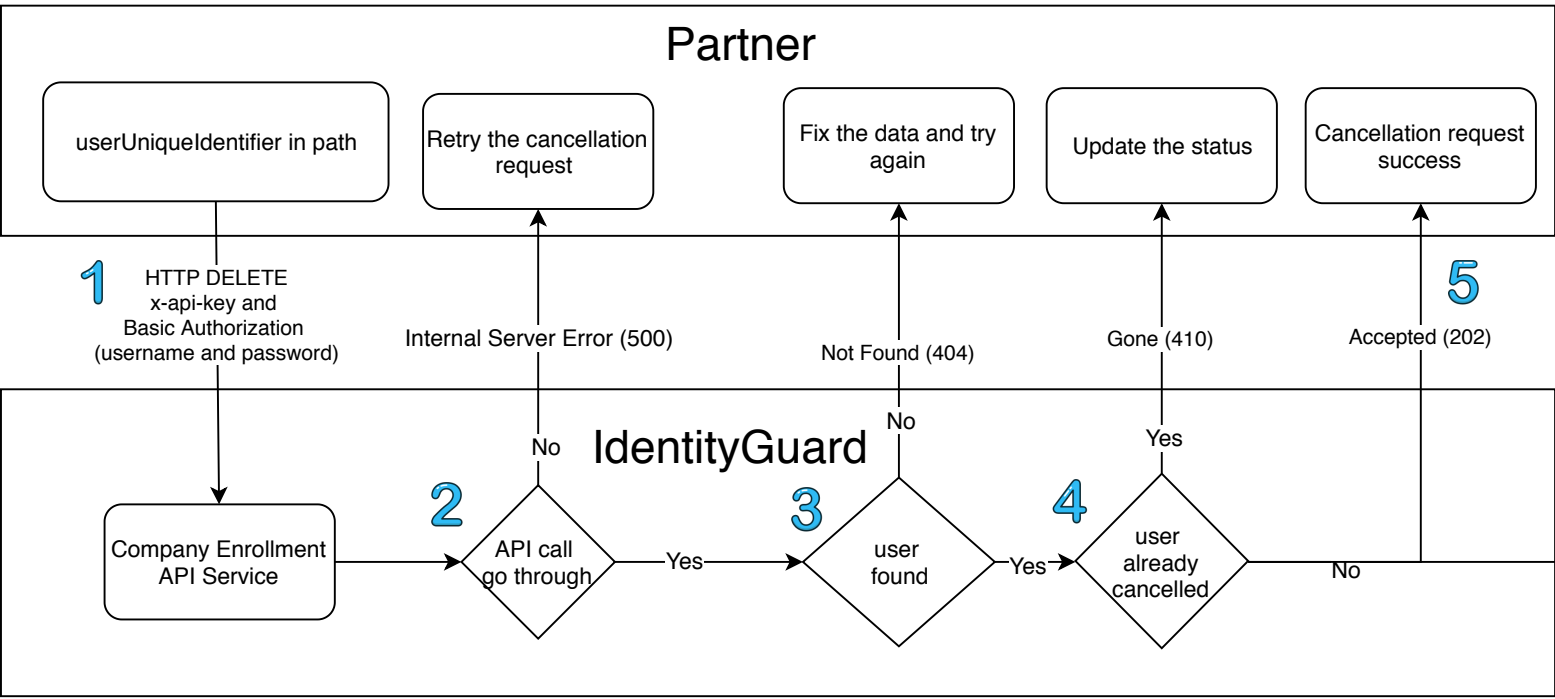 Partner
userUniqueIdentifier in path
Retry the cancellation
request
Fix the data and try
again
Update the status
Cancellation request
success
1
HTTP DELETE
x-api-key and
Basic Authorization
(username and password)
Internal Server Error (500)
Not Found (404)
Gone (410)
Accepted (202)
5
IdentityGuard
No
No
Yes
2
3
4
Company Enrollment
API Service
API call
go through
Yes
user
found
Yes
user
already
cancelled
No